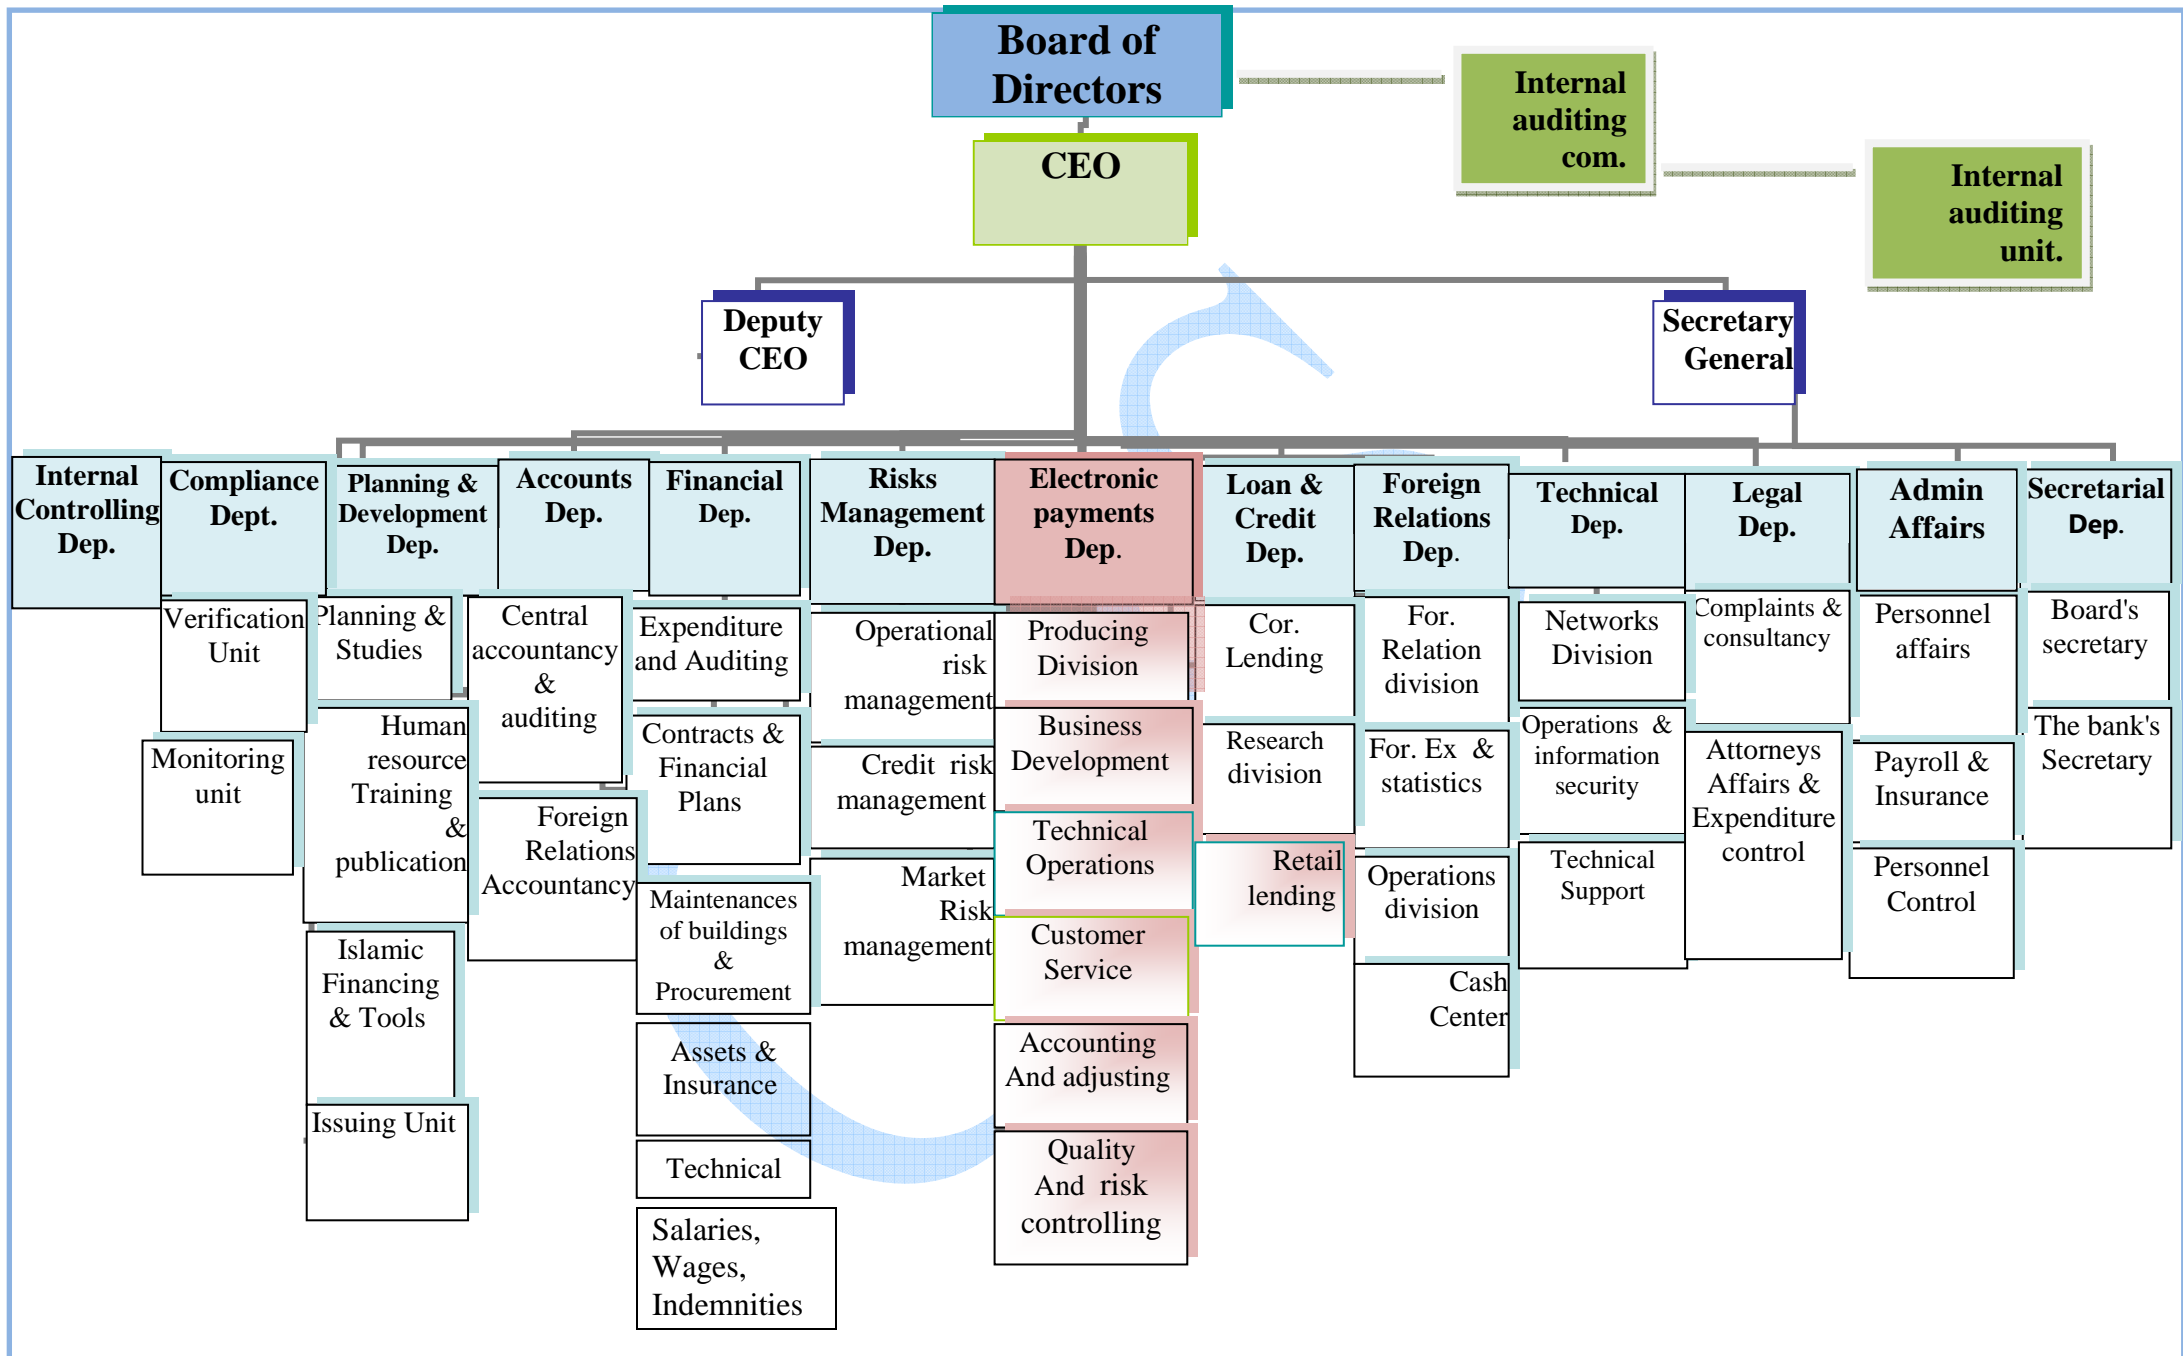 Board of
Directors
Internal
auditing
com.
CEO
Internal
auditing
unit.
Deputy
CEO
Secretary
General
Internal
Controlling
Dep.
Compliance
Dept.
Planning &
Development
Dep.
Accounts
Dep.
Financial
Dep.
Risks
Management
Dep.
Electronic
payments
Dep.
Loan &
Credit
Dep.
Foreign
Relations
Dep.
Technical
Dep.
Legal
Dep.
Admin
Affairs
Secretarial
Dep.
Verification
Unit
Monitoring
unit
Planning &
Studies
Human
resource
Training
&
publication
Islamic
Financing
& Tools
Issuing Unit
Central
accountancy
&
auditing
Foreign
Relations
Accountancy
Expenditure
and Auditing
Contracts &
Financial
Plans
Maintenances
of buildings
&
Procurement
Assets &
Insurance
Technical
Salaries,
Wages,
Indemnities
Operational
risk
management
Credit risk
management
Market
Risk
management
Producing
Division
Business
Development
Technical
Operations
Customer
Service
Accounting
And adjusting
Quality
And risk
controlling
Cor.
Lending
Research
division
Retail
lending
For.
Relation
division
For. Ex &
statistics
Operations
division
Cash
Center
Networks
Division
Operations &
information
security
Technical
Support
Complaints &
consultancy
Attorneys
Affairs &
Expenditure
control
Personnel
affairs
Payroll &
Insurance
Personnel
Control
Board's
secretary
The bank's
Secretary